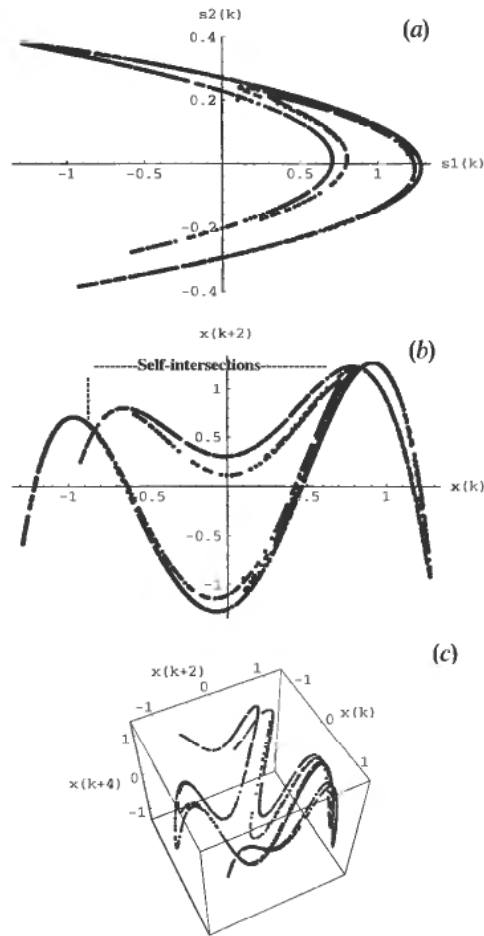 s2(k)
(a)
0.4
0.2
-1 -0.5 0.5 1 s1(k)
-0.2
-0.4
x(k+2)
(b)
Self-intersections
1
0.5
-1 -0.5 0.5 1 x(k)
-0.5
-1
(c)
x(k+2) 1 -1
0 0 x(k)
-1 1
1
0
x(k+4)
-1